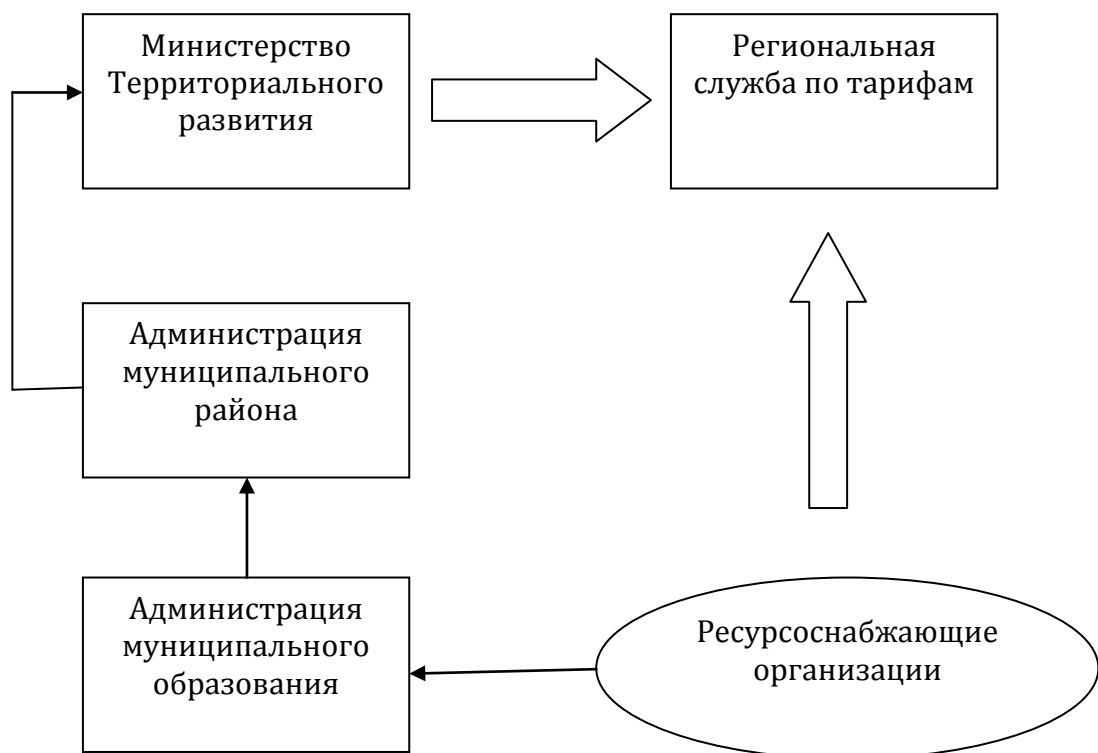 Министерство
Территориального
развития
Региональная
служба по тарифам
Администрация
муниципального
района
Администрация
муниципального
образования
Ресурсоснабжающие
организации